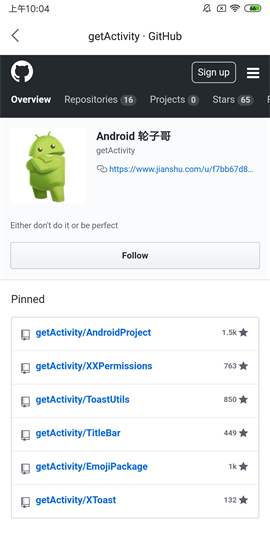 上午10:04
66
getActivity · GitHub
Sign up
Overview Repositories 16 Projects 0 Stars 65
Android 轮子哥
getActivity
https://www.jianshu.com/u/f7bb67d8...
Either don't do it or be perfect
Follow
Pinned
getActivity/AndroidProject 1.5k
getActivity/XXPermissions 763
getActivity/ToastUtils 850
getActivity/TitleBar 449
getActivity/EmojiPackage 1k
getActivity/XToast 132